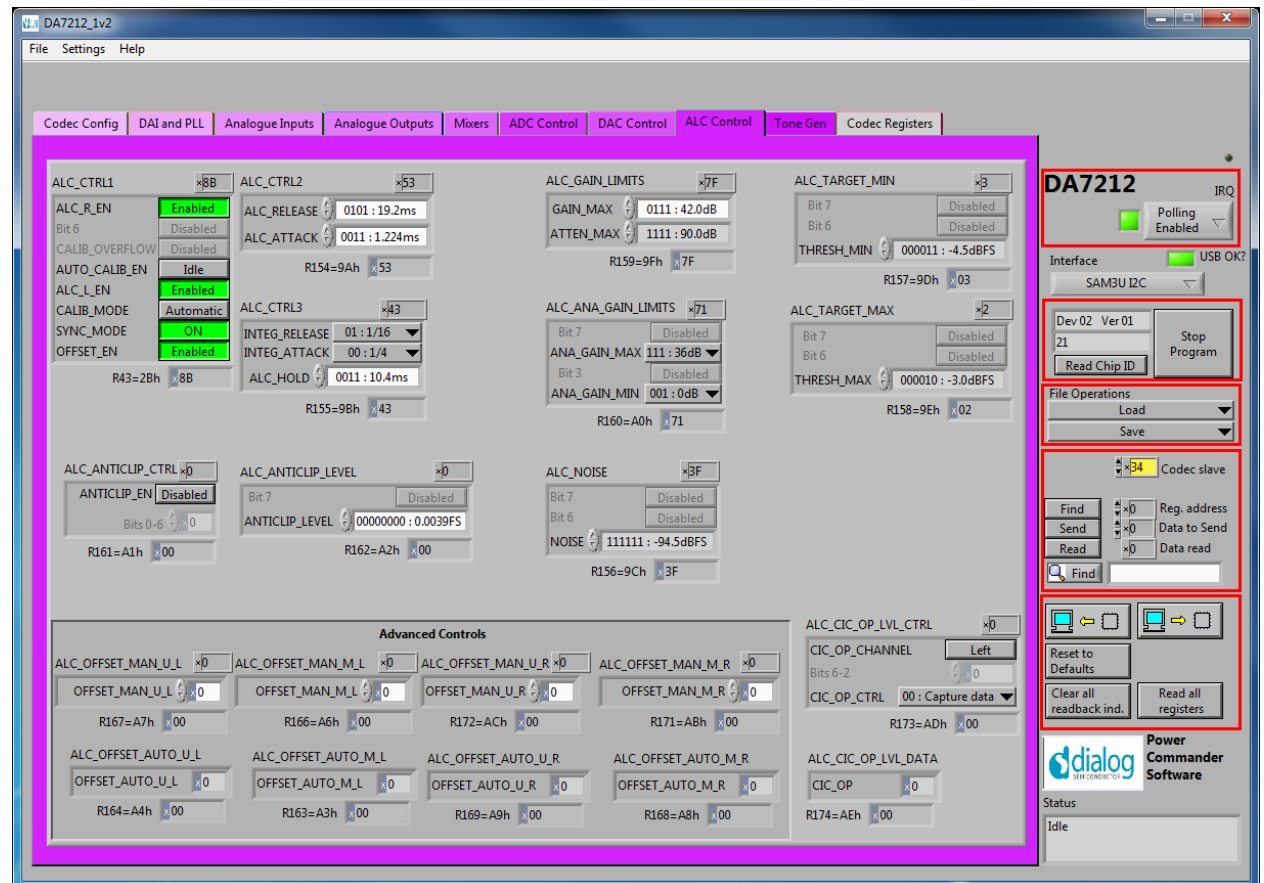 DA7212_1v2
File Settings Help
Codec Config DAI and PLL Analogue Inputs Analogue Outputs Mixers ADC Control DAC Control ALC Control Tone Gen Codec Registers
ALC_CTRL1 x8B
ALC_R_EN Enabled
Bit 6 Disabled
CALIB_OVERFLOW Disabled
AUTO_CALIB_EN Idle
ALC_L_EN Enabled
CALIB_MODE Automatic
SYNC_MODE ON
OFFSET_EN Enabled
R43=2Bh x8B
ALC_CTRL2 x53
ALC_RELEASE 0101 : 19.2ms
ALC_ATTACK 0011 : 1.224ms
R154=9Ah x53
ALC_CTRL3 x43
INTEG_RELEASE 01 : 1/16
INTEG_ATTACK 00 : 1/4
ALC_HOLD 0011 : 10.4ms
R155=9Bh x43
ALC_GAIN_LIMITS x7F
GAIN_MAX 0111 : 42.0dB
ATTEN_MAX 1111 : 90.0dB
R159=9Fh x7F
ALC_ANA_GAIN_LIMITS x71
Bit 7 Disabled
ANA_GAIN_MAX 111 : 36dB
Bit 3 Disabled
ANA_GAIN_MIN 001 : 0dB
R160=A0h x71
ALC_TARGET_MIN x3
Bit 7 Disabled
Bit 6 Disabled
THRESH_MIN 000011 : -4.5dBFS
R157=9Dh x03
ALC_TARGET_MAX x2
Bit 7 Disabled
Bit 6 Disabled
THRESH_MAX 000010 : -3.0dBFS
R158=9Eh x02
ALC_ANTICLIP_CTRL x0
ANTICLIP_EN Disabled
Bits 0-6 x0
R161=A1h x00
ALC_ANTICLIP_LEVEL x0
Bit 7 Disabled
ANTICLIP_LEVEL 00000000 : 0.0039FS
R162=A2h x00
ALC_NOISE x3F
Bit 7 Disabled
Bit 6 Disabled
NOISE 111111 : -94.5dBFS
R156=9Ch x3F
Advanced Controls
ALC_OFFSET_MAN_U_L x0 ALC_OFFSET_MAN_M_L x0 ALC_OFFSET_MAN_U_R x0 ALC_OFFSET_MAN_M_R x0
OFFSET_MAN_U_L x0 OFFSET_MAN_M_L x0 OFFSET_MAN_U_R x0 OFFSET_MAN_M_R x0
R167=A7h x00 R166=A6h x00 R172=ACh x00 R171=ABh x00
ALC_OFFSET_AUTO_U_L ALC_OFFSET_AUTO_M_L ALC_OFFSET_AUTO_U_R ALC_OFFSET_AUTO_M_R
OFFSET_AUTO_U_L x0 OFFSET_AUTO_M_L x0 OFFSET_AUTO_U_R x0 OFFSET_AUTO_M_R x0
R164=A4h x00 R163=A3h x00 R169=A9h x00 R168=A8h x00
ALC_CIC_OP_LVL_CTRL x0
CIC_OP_CHANNEL Left
Bits 6-2 x0
CIC_OP_CTRL 00 : Capture data
R173=ADh x00
ALC_CIC_OP_LVL_DATA
CIC_OP x0
R174=AEh x00
DA7212 IRQ
Polling
Enabled
Interface USB OK?
SAM3U I2C
Dev 02 Ver 01
21
Read Chip ID
Stop
Program
File Operations
Load
Save
x34 Codec slave
Find x0 Reg. address
Send x0 Data to Send
Read x0 Data read
Find
Reset to
Defaults
Clear all
readback ind.
Read all
registers
dialog
SEMICONDUCTOR
Power
Commander
Software
Status
Idle